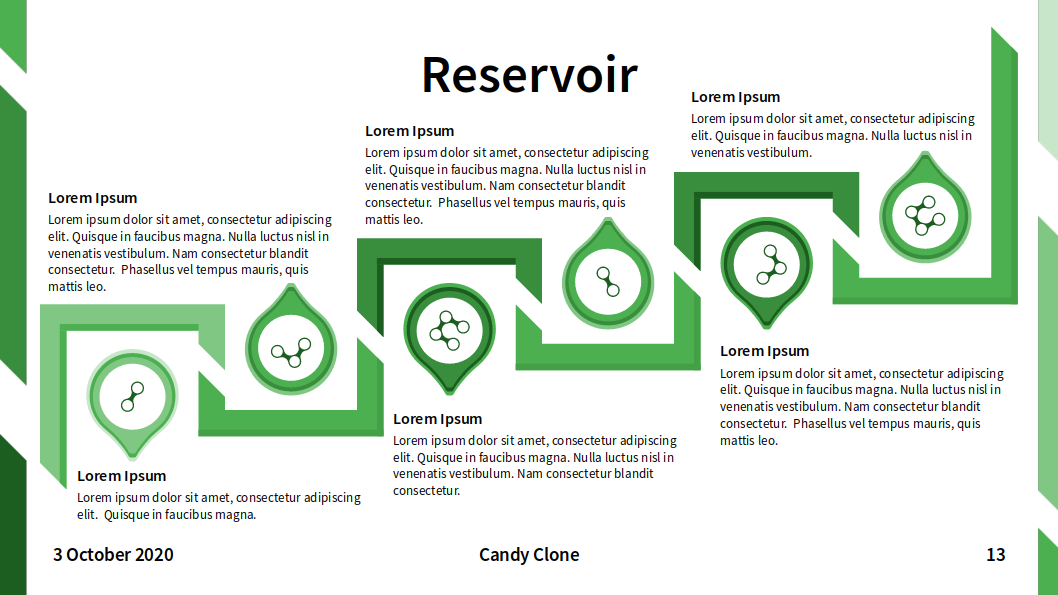 Reservoir
Lorem Ipsum
Lorem ipsum dolor sit amet, consectetur adipiscing
elit. Quisque in faucibus magna. Nulla luctus nisl in
venenatis vestibulum. Nam consectetur blandit
consectetur.  Phasellus vel tempus mauris, quis
mattis leo.
Lorem Ipsum
Lorem ipsum dolor sit amet, consectetur adipiscing
elit.  Quisque in faucibus magna.
Lorem Ipsum
Lorem ipsum dolor sit amet, consectetur adipiscing
elit. Quisque in faucibus magna. Nulla luctus nisl in
venenatis vestibulum. Nam consectetur blandit
consectetur.  Phasellus vel tempus mauris, quis
mattis leo.
Lorem Ipsum
Lorem ipsum dolor sit amet, consectetur adipiscing
elit. Quisque in faucibus magna. Nulla luctus nisl in
venenatis vestibulum. Nam consectetur blandit
consectetur.
Lorem Ipsum
Lorem ipsum dolor sit amet, consectetur adipiscing
elit. Quisque in faucibus magna. Nulla luctus nisl in
venenatis vestibulum.
Lorem Ipsum
Lorem ipsum dolor sit amet, consectetur adipiscing
elit. Quisque in faucibus magna. Nulla luctus nisl in
venenatis vestibulum. Nam consectetur blandit
consectetur.  Phasellus vel tempus mauris, quis
mattis leo.
3 October 2020
Candy Clone
13